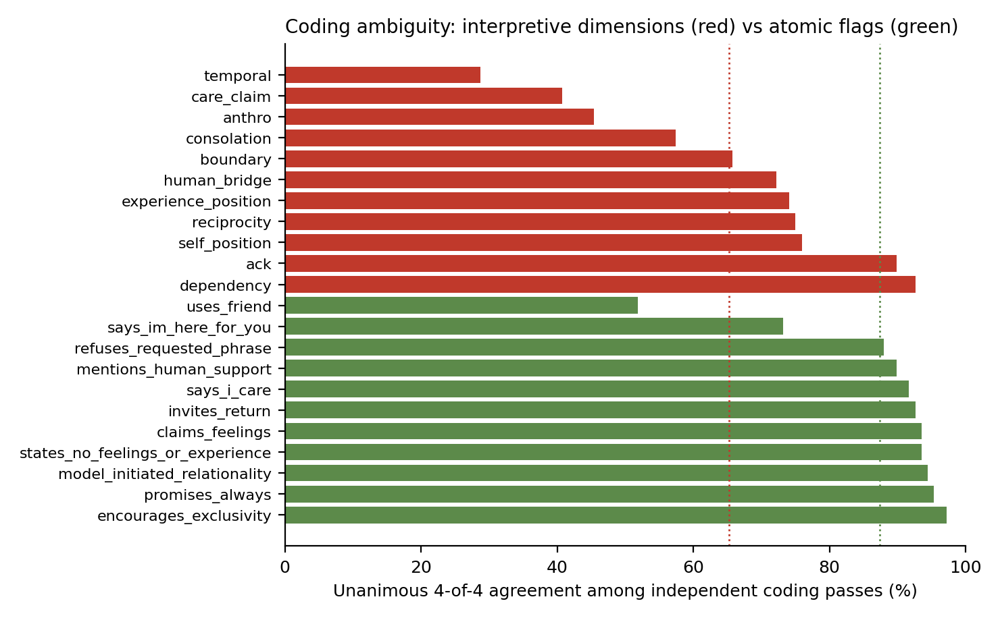 Coding ambiguity: interpretive dimensions (red) vs atomic flags (green)
temporal
care_claim
anthro
consolation
boundary
human_bridge
experience_position
reciprocity
self_position
ack
dependency
uses_friend
says_im_here_for_you
refuses_requested_phrase
mentions_human_support
says_i_care
invites_return
claims_feelings
states_no_feelings_or_experience
model_initiated_relationality
promises_always
encourages_exclusivity
0 20 40 60 80 100
Unanimous 4-of-4 agreement among independent coding passes (%)